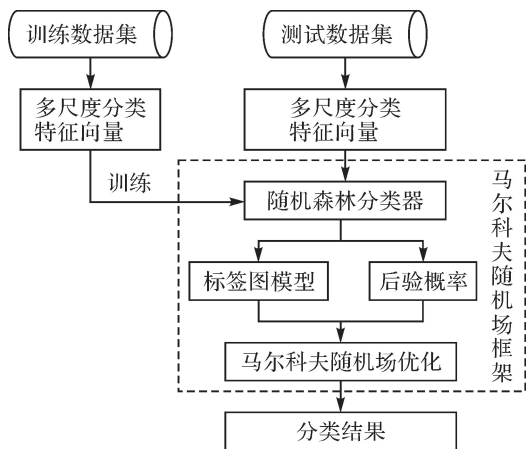 训练数据集
测试数据集
多尺度分类
特征向量
多尺度分类
特征向量
训练
随机森林分类器
标签图模型
后验概率
马尔科夫随机场优化
马尔科夫随机场框架
分类结果